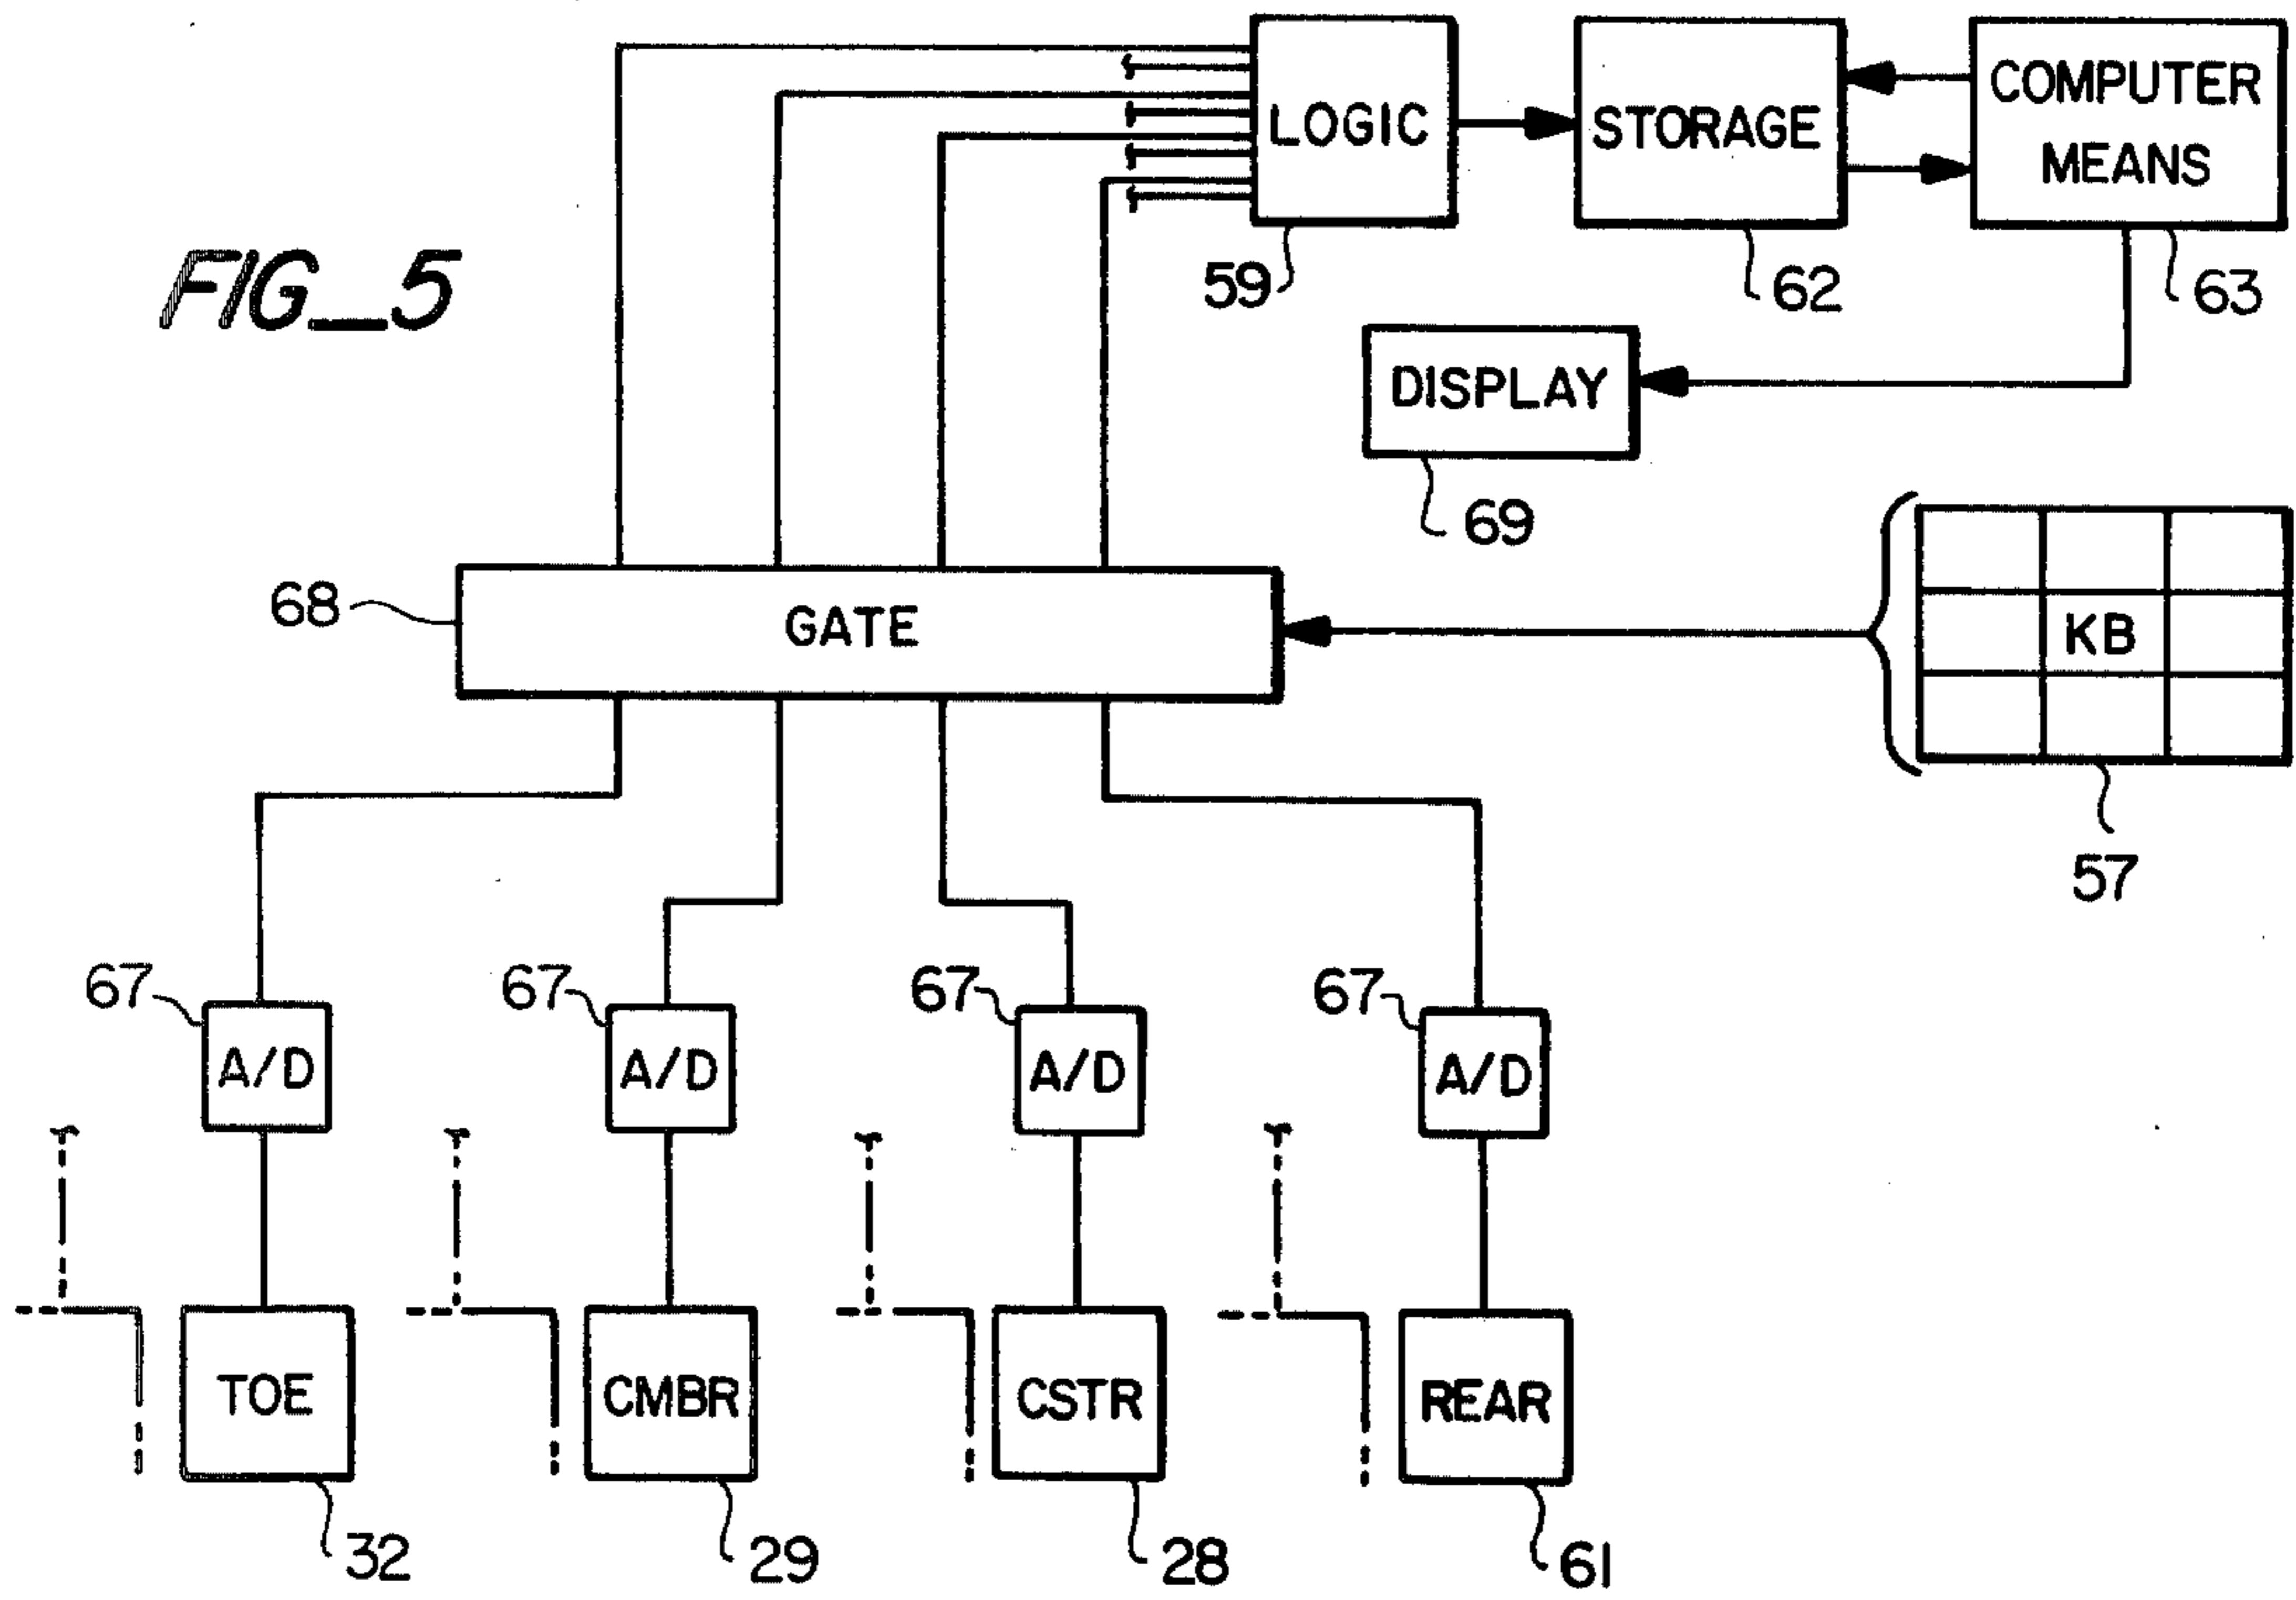 LOGIC
STORAGE
COMPUTER
MEANS
59
62
63
FIG_5
DISPLAY
69
68
GATE
KB
57
67
67
67
67
A/D
A/D
A/D
A/D
TOE
CMBR
CSTR
REAR
32
29
28
61